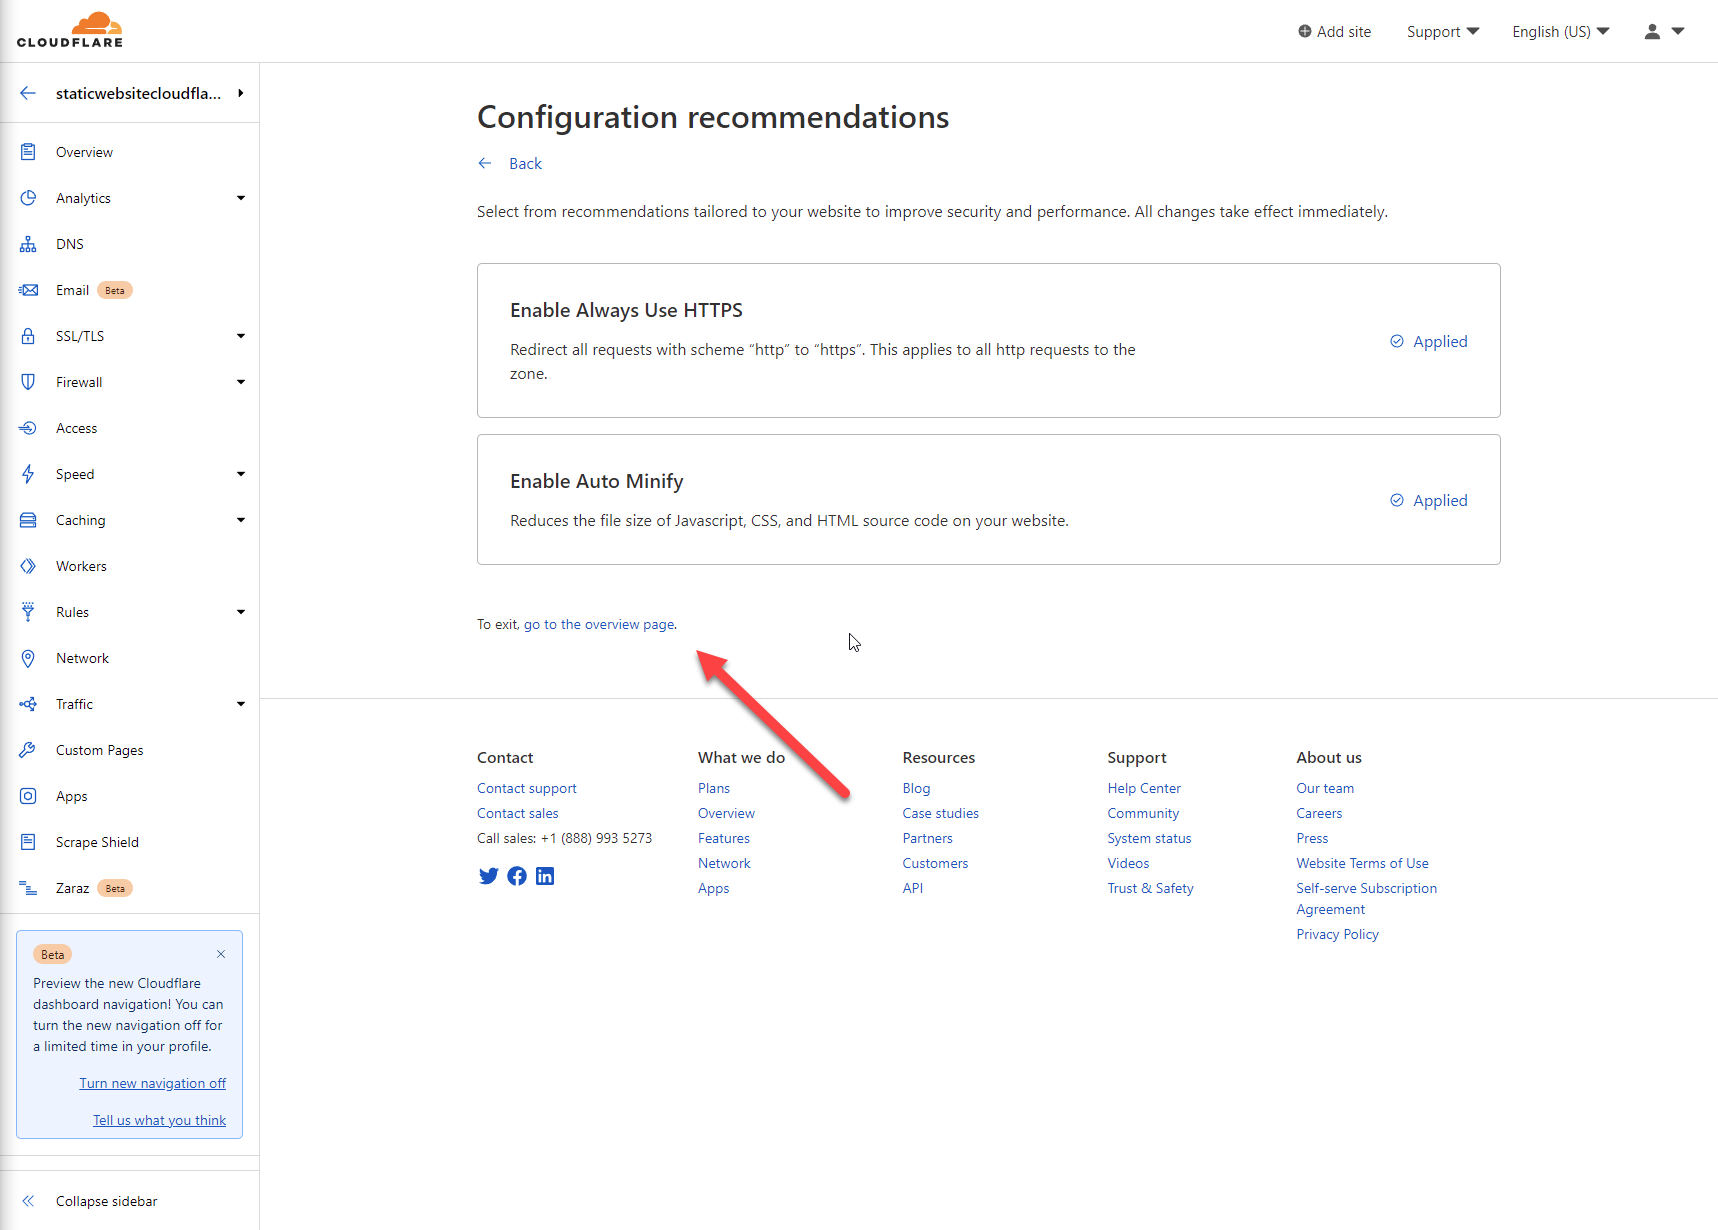 CLOUDFLARE
Add site
Support
English (US)
staticwebsitecloudfla...
Overview
Analytics
DNS
Email Beta
SSL/TLS
Firewall
Access
Speed
Caching
Workers
Rules
Network
Traffic
Custom Pages
Apps
Scrape Shield
Zaraz Beta
Beta
Preview the new Cloudflare
dashboard navigation! You can
turn the new navigation off for
a limited time in your profile.
Turn new navigation off
Tell us what you think
Collapse sidebar
Configuration recommendations
Back
Select from recommendations tailored to your website to improve security and performance. All changes take effect immediately.
Enable Always Use HTTPS
Redirect all requests with scheme “http” to “https”. This applies to all http requests to the
zone.
Applied
Enable Auto Minify
Reduces the file size of Javascript, CSS, and HTML source code on your website.
Applied
To exit, go to the overview page.
Contact
Contact support
Contact sales
Call sales: +1 (888) 993 5273
What we do
Plans
Overview
Features
Network
Apps
Resources
Blog
Case studies
Partners
Customers
API
Support
Help Center
Community
System status
Videos
Trust & Safety
About us
Our team
Careers
Press
Website Terms of Use
Self-serve Subscription
Agreement
Privacy Policy